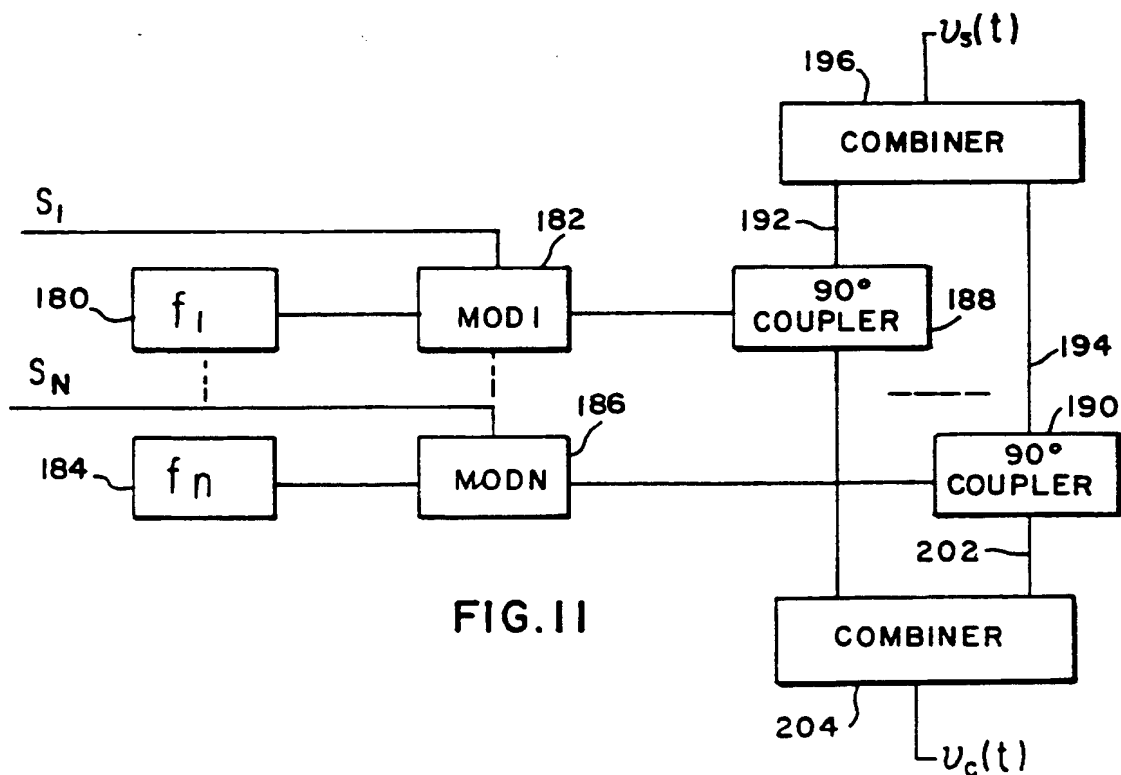 υs(t)
196
COMBINER
S1
182
192
180
f1
MOD1
90°
COUPLER
188
194
SN
186
190
184
fn
MODN
90°
COUPLER
202
FIG.11
COMBINER
204
υc(t)